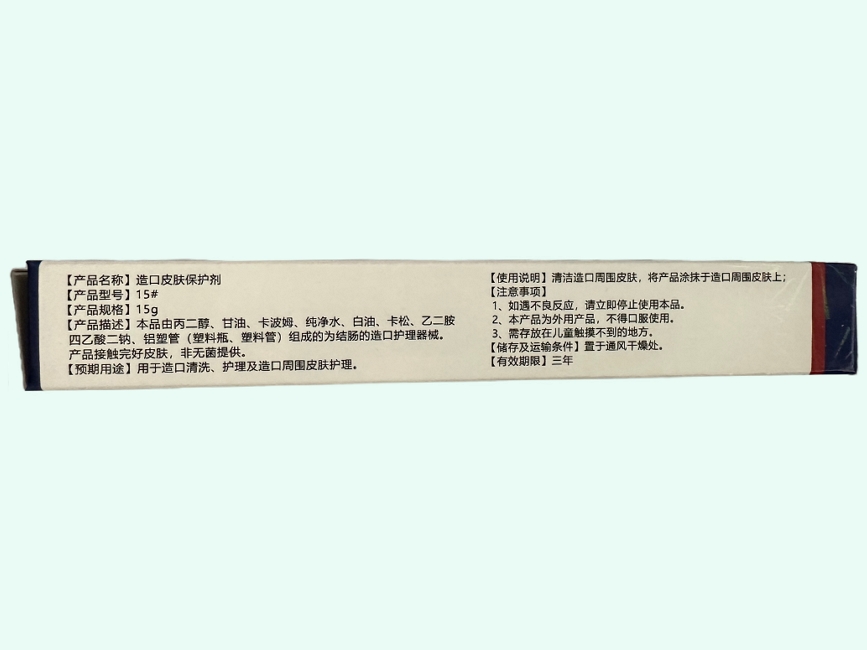 【产品名称】造口皮肤保护剂
【产品型号】15#
【产品规格】15g
【产品描述】本品由丙二醇、甘油、卡波姆、纯净水、白油、卡松、乙二胺
四乙酸二钠、铝塑管（塑料瓶、塑料管）组成的为结肠的造口护理器械。
产品接触完好皮肤，非无菌提供。
【预期用途】用于造口清洗、护理及造口周围皮肤护理。
【使用说明】清洁造口周围皮肤，将产品涂抹于造口周围皮肤上；
【注意事项】
1、如遇不良反应，请立即停止使用本品。
2、本产品为外用产品，不得口服使用。
3、需存放在儿童触摸不到的地方。
【储存及运输条件】置于通风干燥处。
【有效期限】三年